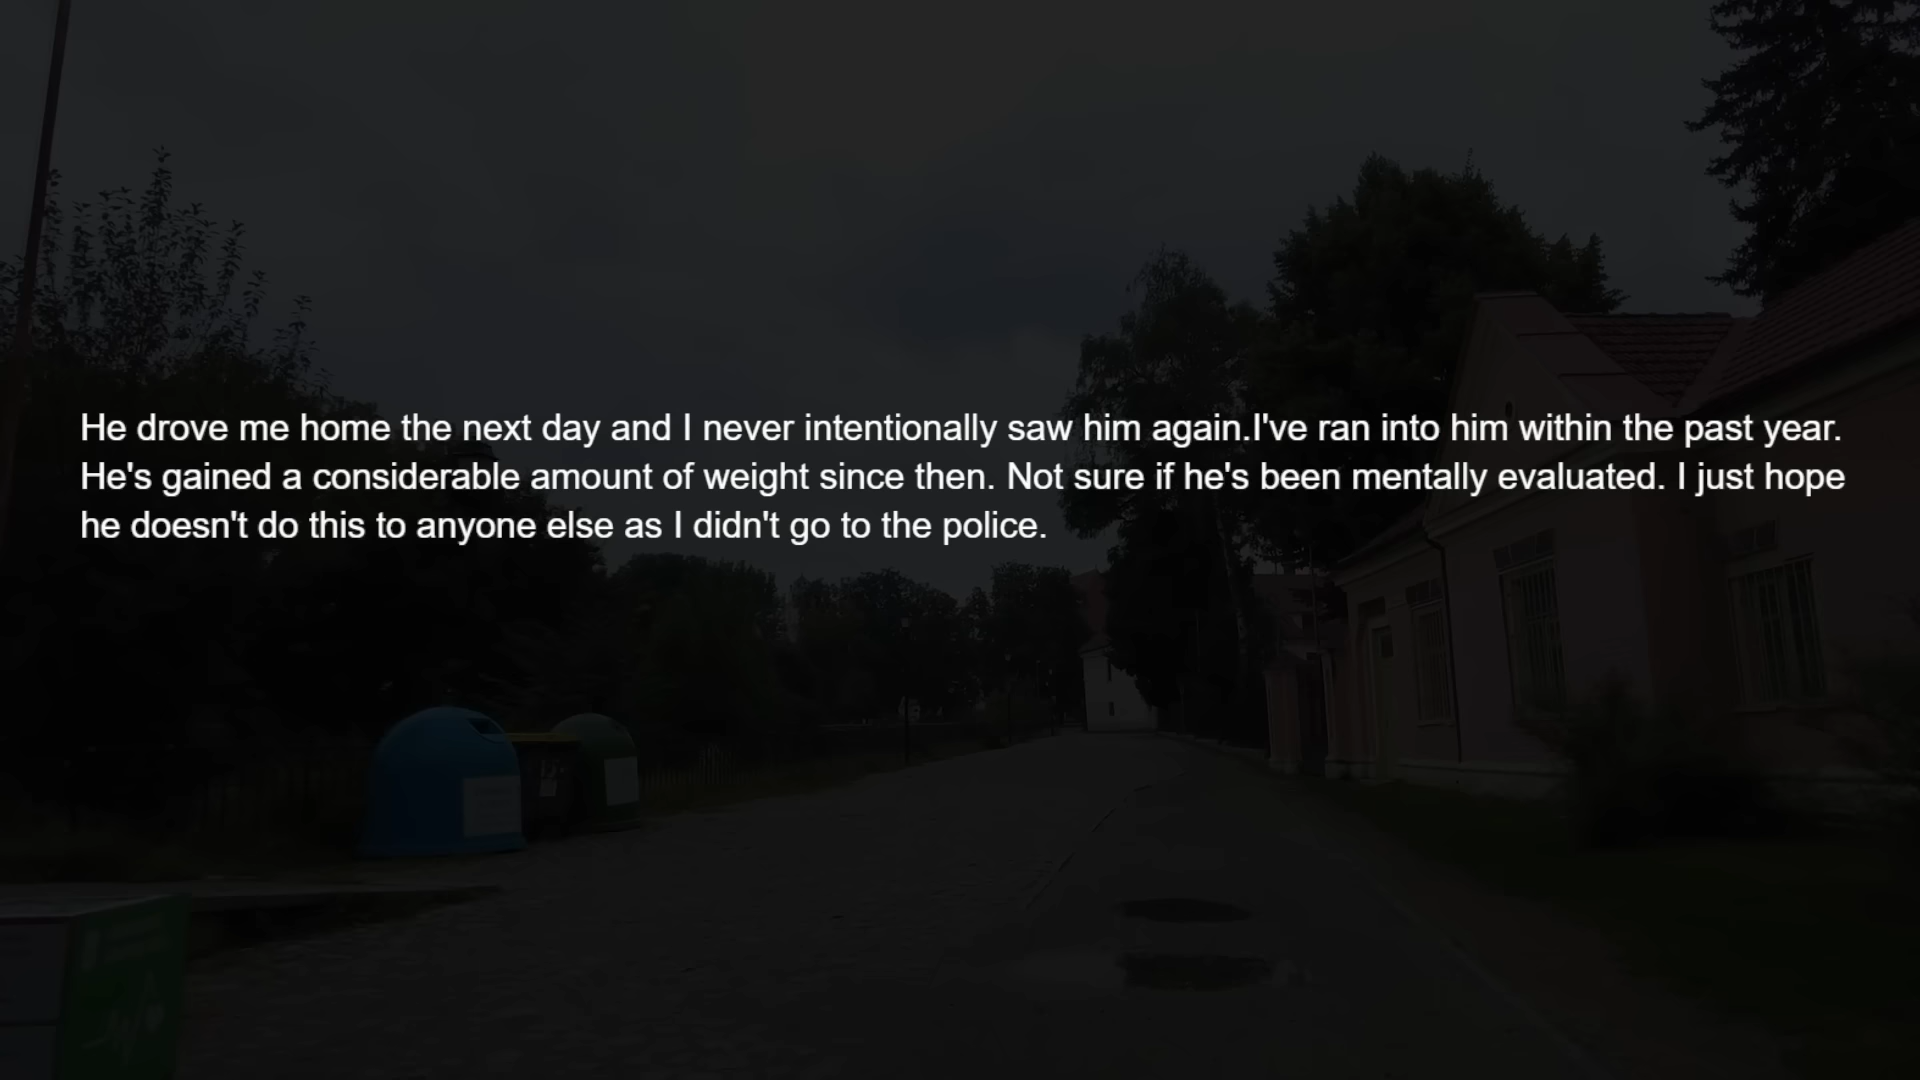 He drove me home the next day and I never intentionally saw him again.I've ran into him within the past year.
He's gained a considerable amount of weight since then. Not sure if he's been mentally evaluated. I just hope
he doesn't do this to anyone else as I didn't go to the police.